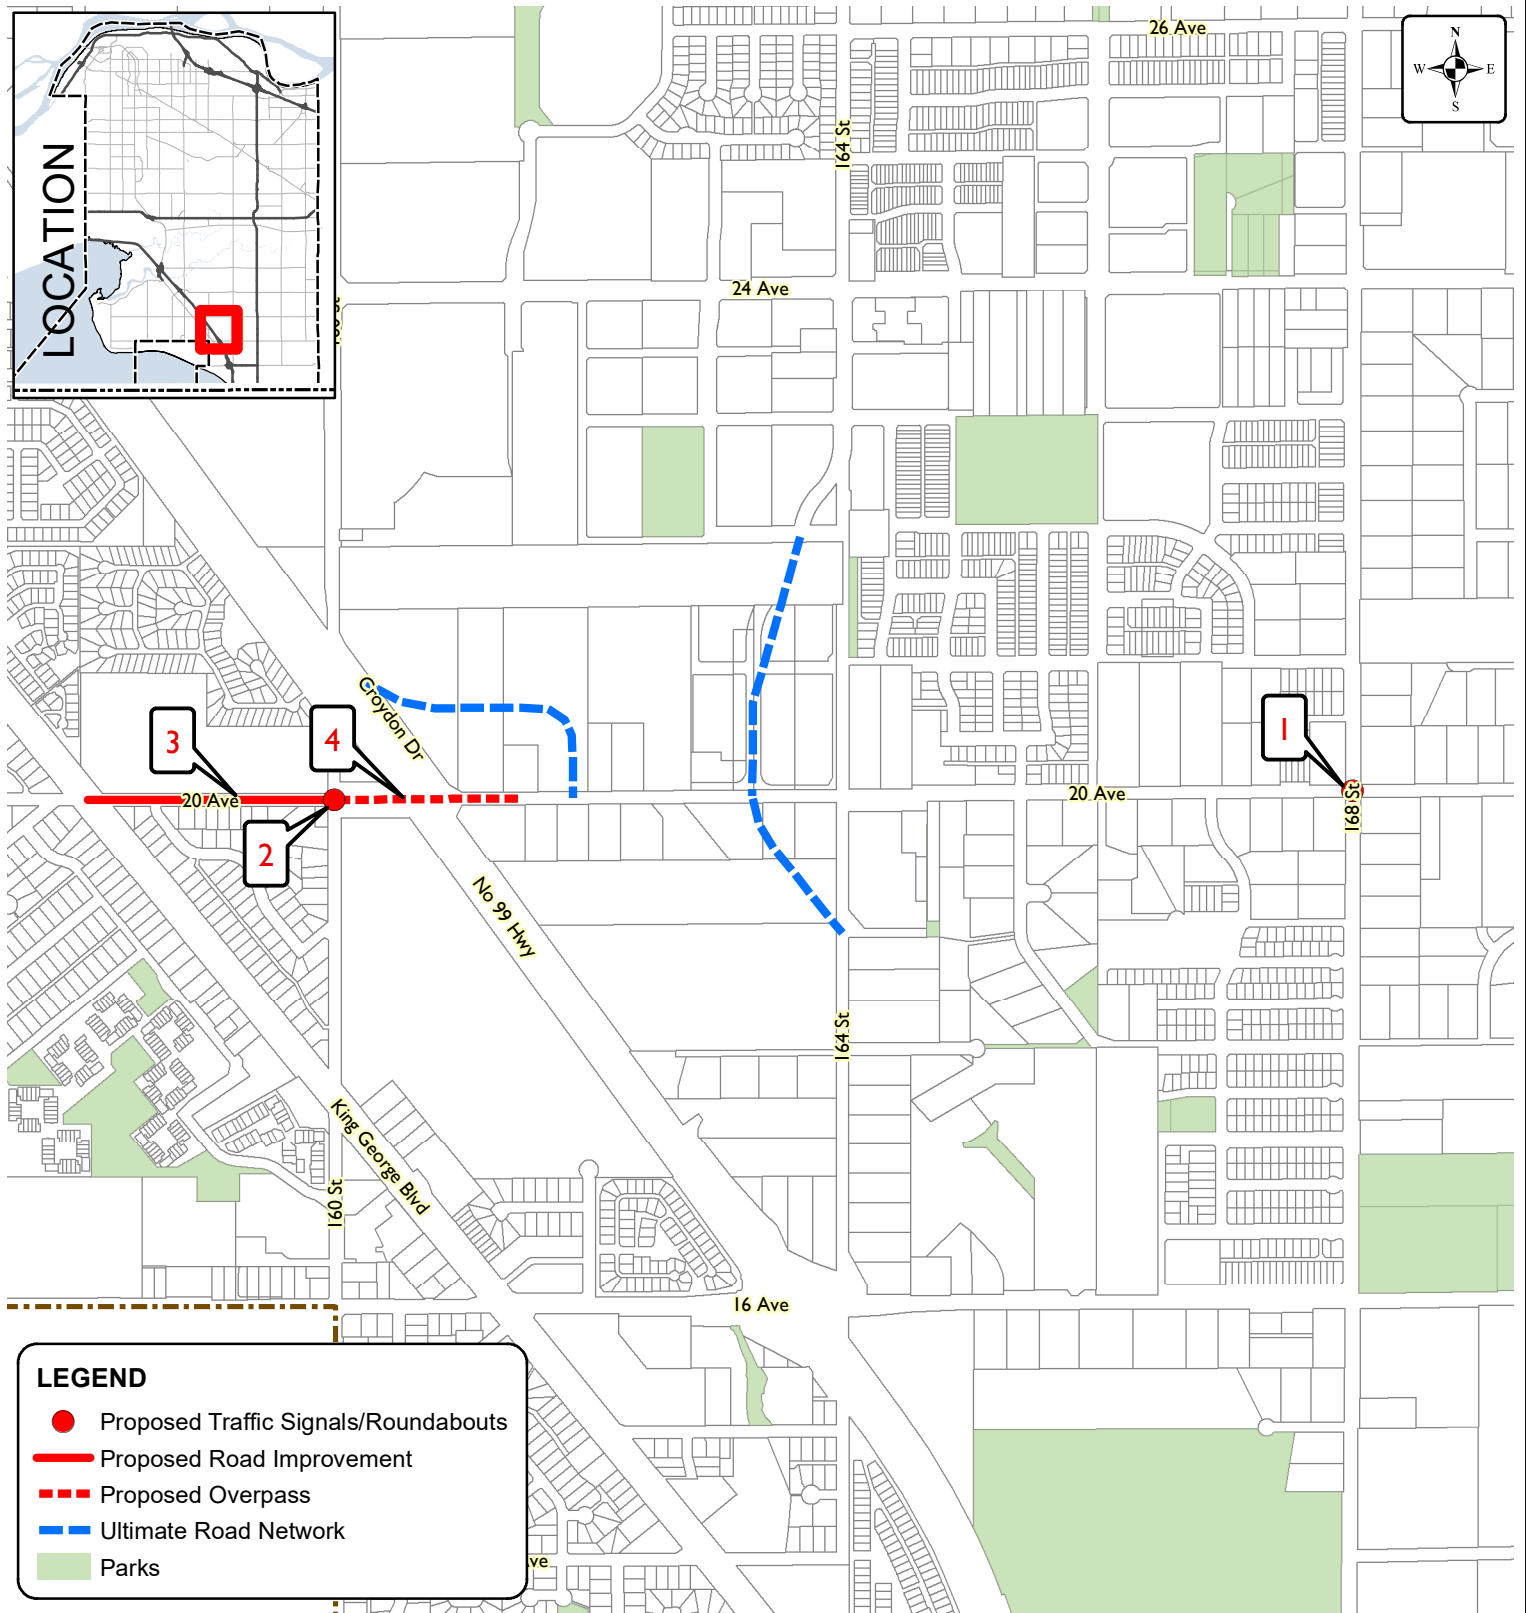 LOCATION
26 Ave
N
W
E
S
164 St
24 Ave
Croydon Dr
3
4
1
20 Ave
20 Ave
168 St
2
No 99 Hwy
164 St
King George Blvd
160 St
16 Ave
LEGEND
Proposed Traffic Signals/Roundabouts
Proposed Road Improvement
Proposed Overpass
Ultimate Road Network
Parks